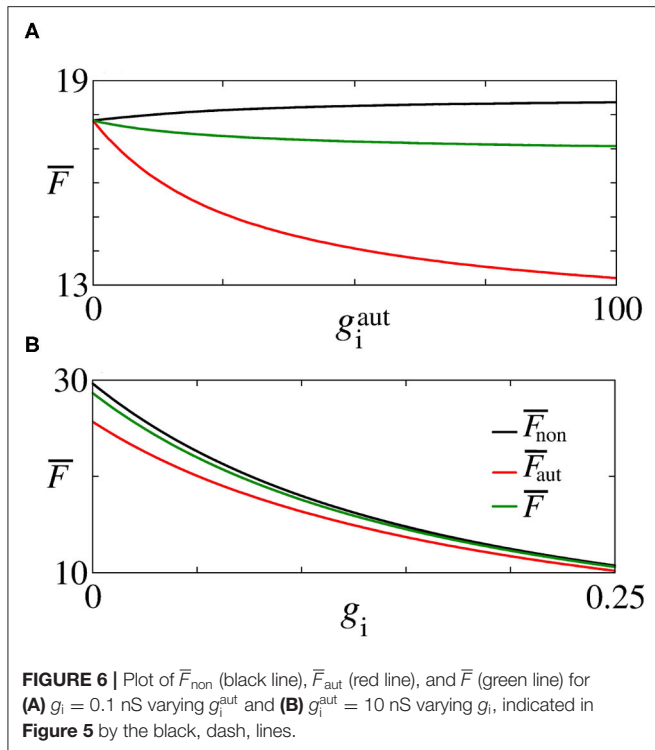 A
19
F̅
13
0
g_i^aut
100
B
30
F̅_non
F̅_aut
F̅
F̅
10
0
g_i
0.25
FIGURE 6 | Plot of F̅_non (black line), F̅_aut (red line), and F̅ (green line) for
(A) g_i = 0.1 nS varying g_i^aut and (B) g_i^aut = 10 nS varying g_i, indicated in
Figure 5 by the black, dash, lines.